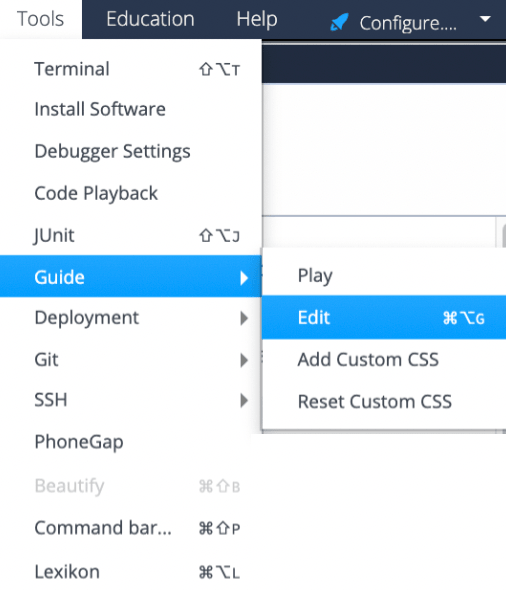 Tools Education Help Configure....
Terminal ⇧⌥T
Install Software
Debugger Settings
Code Playback
JUnit ⇧⌥J
Guide
Play
Edit ⌘⌥G
Add Custom CSS
Reset Custom CSS
Deployment
Git
SSH
PhoneGap
Beautify ⌘⇧B
Command bar... ⌘⇧P
Lexikon ⌘⌥L